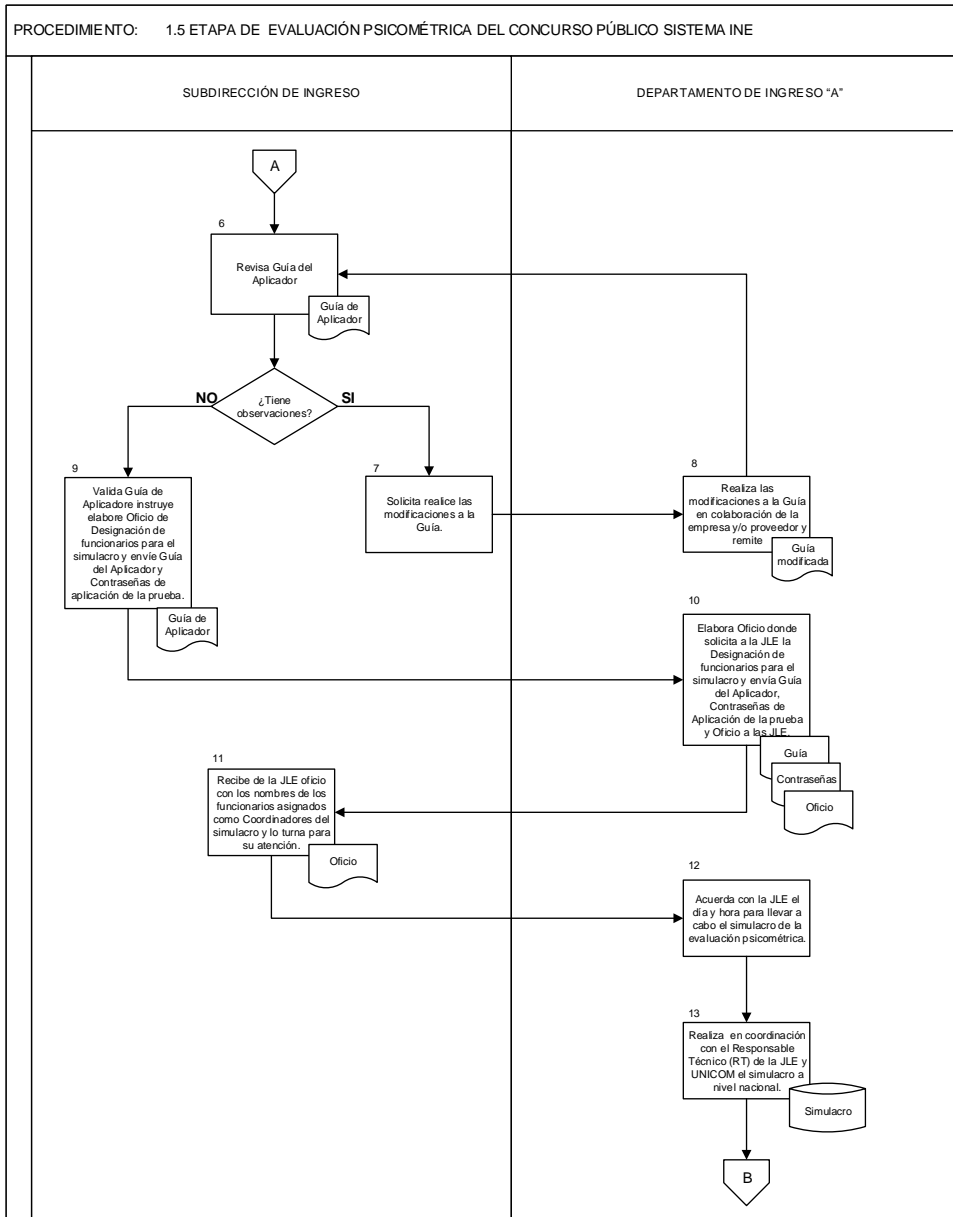 PROCEDIMIENTO: 1.5 ETAPA DE EVALUACIÓN PSICOMÉTRICA DEL CONCURSO PÚBLICO SISTEMA INE
SUBDIRECCIÓN DE INGRESO
DEPARTAMENTO DE INGRESO "A"
A
6
Revisa Guía del
Aplicador
Guía de
Aplicador
¿Tiene
observaciones?
NO
SI
9
Valida Guía de
Aplicadore instruye
elabore Oficio de
Designación de
funcionarios para el
simulacro y envíe Guía
del Aplicador y
Contraseñas de
aplicación de la prueba.
Guía de
Aplicador
7
Solicita realice las
modificaciones a la
Guía.
8
Realiza las
modificaciones a la Guía
en colaboración de la
empresa y/o proveedor y
remite
Guía
modificada
10
Elabora Oficio donde
solicita a la JLE la
Designación de
funcionarios para el
simulacro y envía Guía
del Aplicador,
Contraseñas de
Aplicación de la prueba
y Oficio a las JLE.
Guía
Contraseñas
Oficio
11
Recibe de la JLE oficio
con los nombres de los
funcionarios asignados
como Coordinadores del
simulacro y lo turna para
su atención.
Oficio
12
Acuerda con la JLE el
día y hora para llevar a
cabo el simulacro de la
evaluación psicométrica.
13
Realiza en coordinación
con el Responsable
Técnico (RT) de la JLE y
UNICOM el simulacro a
nivel nacional.
Simulacro
B